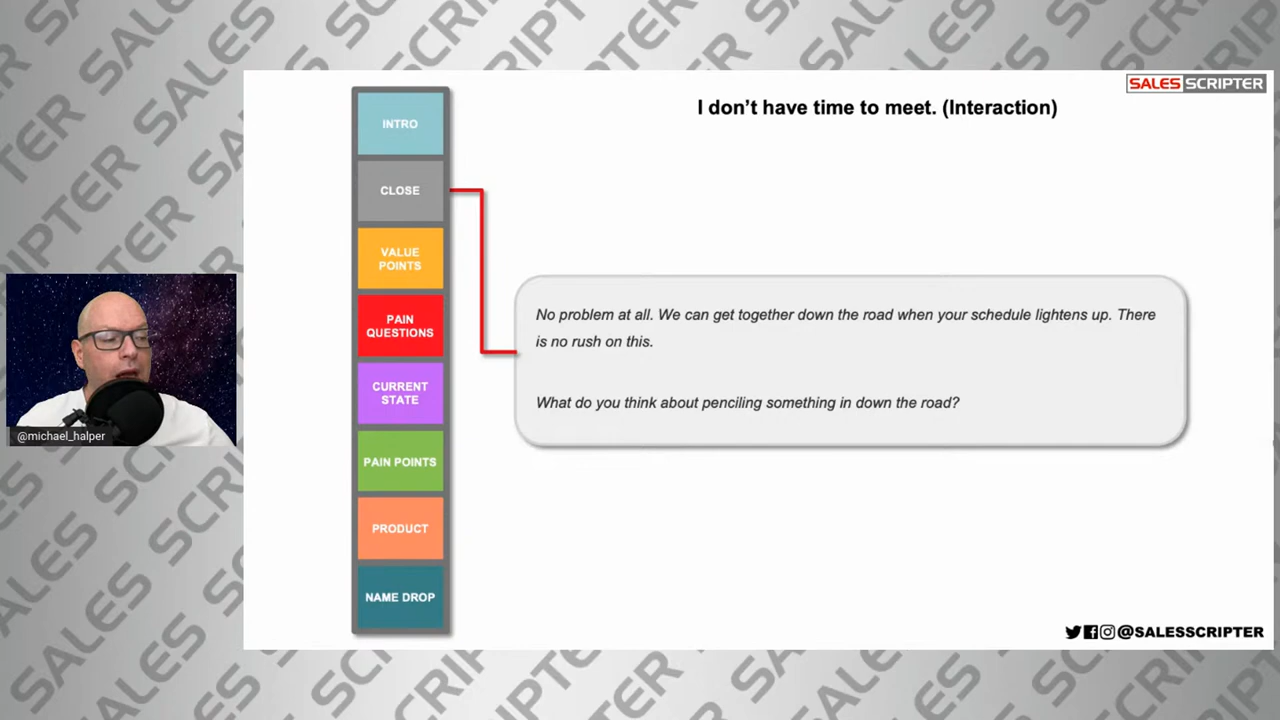 SALES SCRIPTER
I don't have time to meet. (Interaction)
INTRO
CLOSE
VALUE
POINTS
PAIN
QUESTIONS
CURRENT
STATE
PAIN POINTS
PRODUCT
NAME DROP
No problem at all. We can get together down the road when your schedule lightens up. There
is no rush on this.
What do you think about penciling something in down the road?
@michael_halper
@SALESSCRIPTER